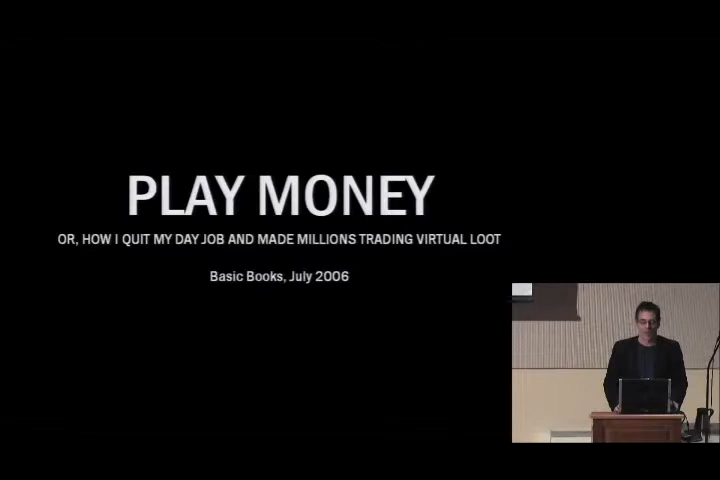 PLAY MONEY
OR, HOW I QUIT MY DAY JOB AND MADE MILLIONS TRADING VIRTUAL LOOT
Basic Books, July 2006